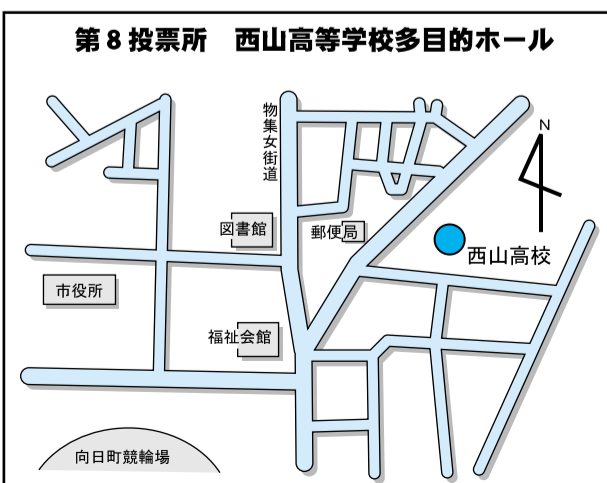 第8投票所 西山高等学校多目的ホール
物集女街道
N
図書館
郵便局
西山高校
市役所
福祉会館
向日町競輪場